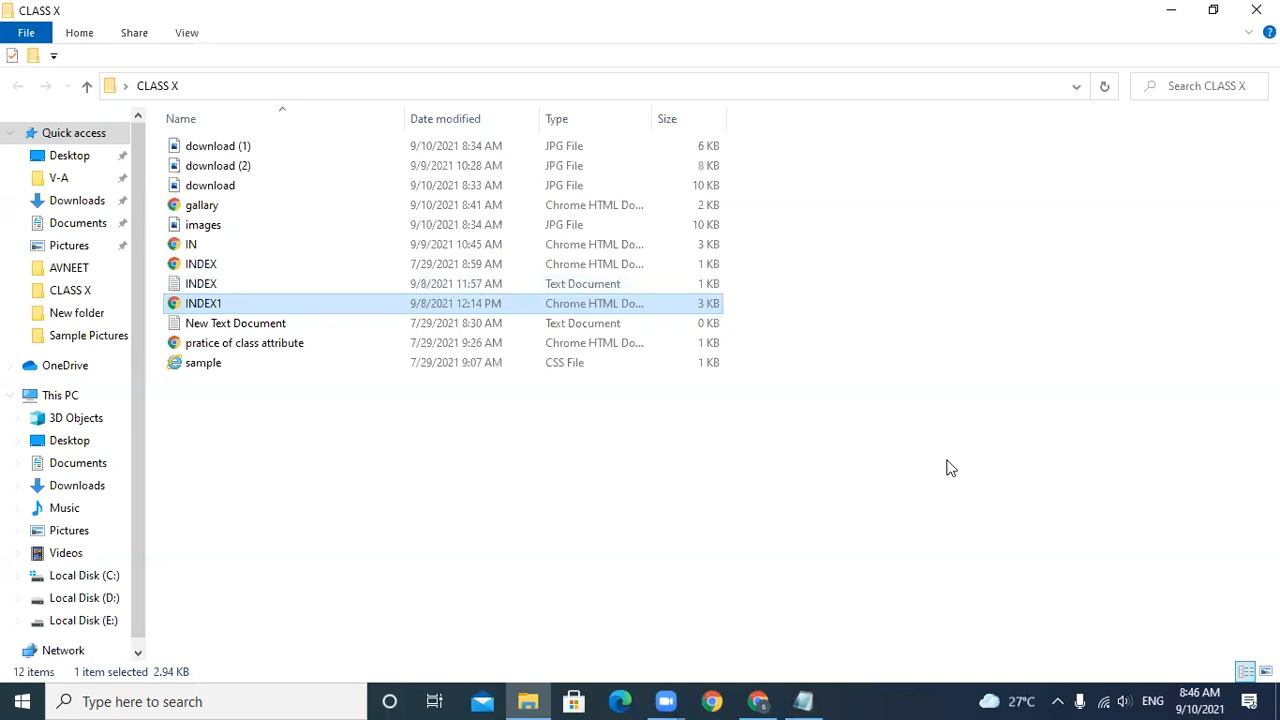 CLASS X
File Home Share View
CLASS X
Search CLASS X
Name Date modified Type Size
Quick access
Desktop
V-A
Downloads
Documents
Pictures
AVNEET
CLASS X
New folder
Sample Pictures
OneDrive
This PC
3D Objects
Desktop
Documents
Downloads
Music
Pictures
Videos
Local Disk (C:)
Local Disk (D:)
Local Disk (E:)
Network
download (1) 9/10/2021 8:34 AM JPG File 6 KB
download (2) 9/9/2021 10:28 AM JPG File 8 KB
download 9/10/2021 8:33 AM JPG File 10 KB
gallary 9/10/2021 8:41 AM Chrome HTML Do... 2 KB
images 9/10/2021 8:34 AM JPG File 10 KB
IN 9/9/2021 10:45 AM Chrome HTML Do... 3 KB
INDEX 7/29/2021 8:59 AM Chrome HTML Do... 1 KB
INDEX 9/8/2021 11:57 AM Text Document 1 KB
INDEX1 9/8/2021 12:14 PM Chrome HTML Do... 3 KB
New Text Document 7/29/2021 8:30 AM Text Document 0 KB
pratice of class attribute 7/29/2021 9:26 AM Chrome HTML Do... 1 KB
sample 7/29/2021 9:07 AM CSS File 1 KB
12 items 1 item selected 2.94 KB
Type here to search
27°C
ENG
8:46 AM
9/10/2021